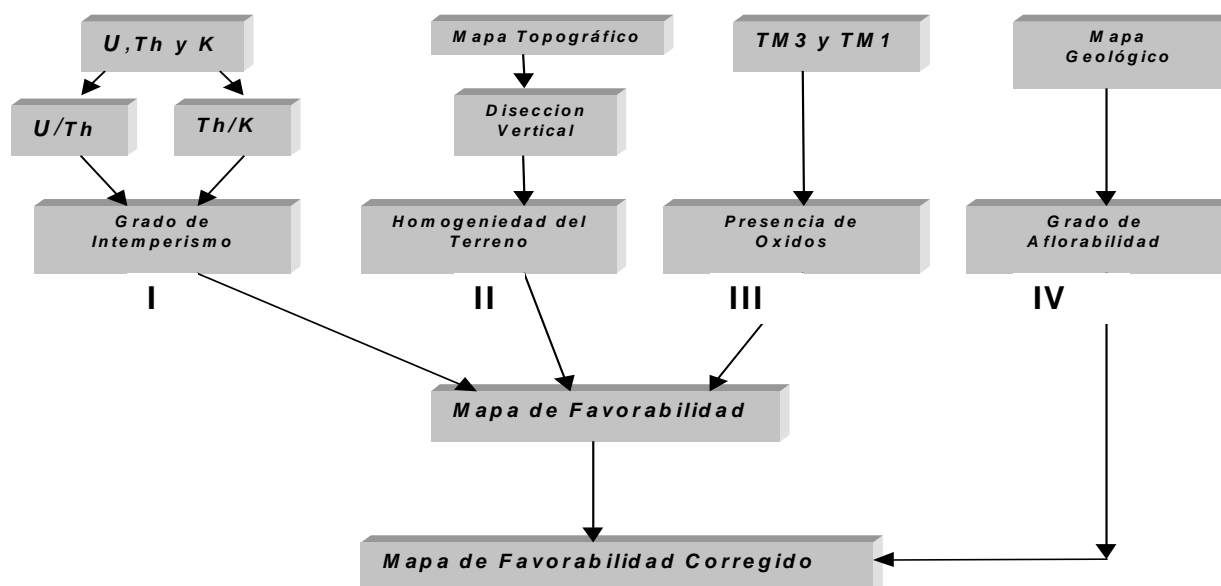 U,Th y K
Mapa Topográfico
TM3 y TM1
Mapa
Geológico
U/Th
Th/K
Diseccion
Vertical
Grado de
Intemperismo
Homogeniedad del
Terreno
Presencia de
Oxidos
Grado de
Aflorabilidad
I
II
III
IV
Mapa de Favorabilidad
Mapa de Favorabilidad Corregido